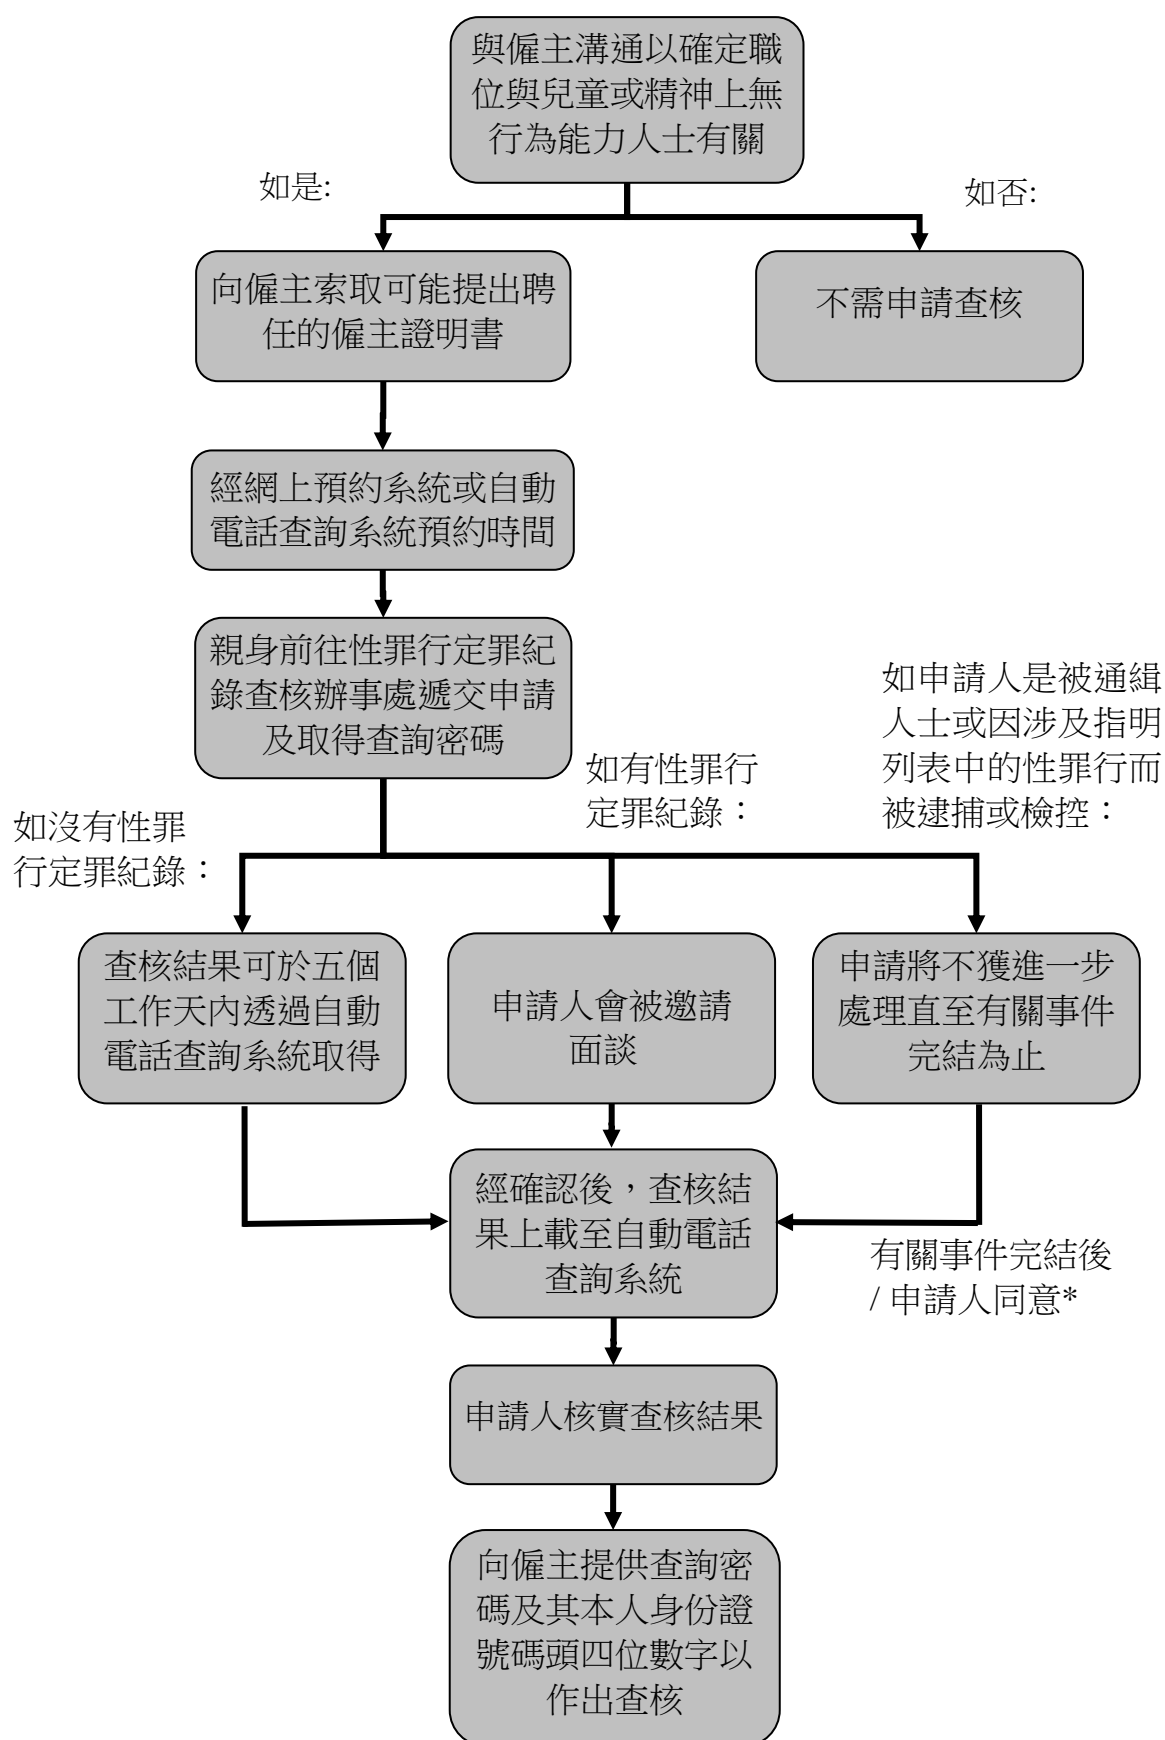 與僱主溝通以確定職
位與兒童或精神上無
行為能力人士有關
如是:
如否:
向僱主索取可能提出聘
任的僱主證明書
不需申請查核
經網上預約系統或自動
電話查詢系統預約時間
親身前往性罪行定罪紀
錄查核辦事處遞交申請
及取得查詢密碼
如沒有性罪
行定罪紀錄：
如有性罪行
定罪紀錄：
如申請人是被通緝
人士或因涉及指明
列表中的性罪行而
被逮捕或檢控：
查核結果可於五個
工作天內透過自動
電話查詢系統取得
申請人會被邀請
面談
申請將不獲進一步
處理直至有關事件
完結為止
經確認後，查核結
果上載至自動電話
查詢系統
有關事件完結後
/ 申請人同意*
申請人核實查核結果
向僱主提供查詢密
碼及其本人身份證
號碼頭四位數字以
作出查核